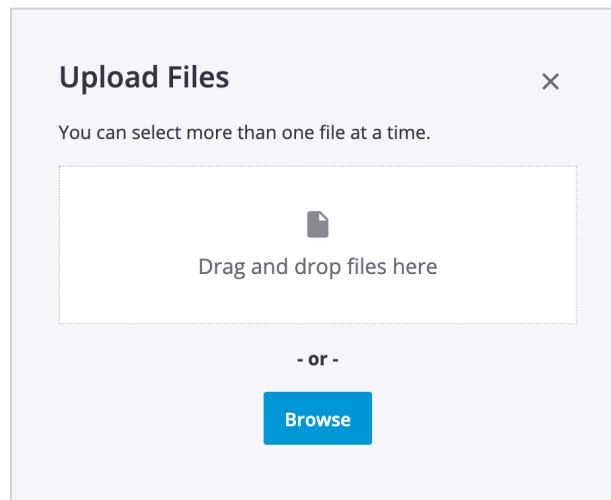 Upload Files
You can select more than one file at a time.
Drag and drop files here
- or -
Browse